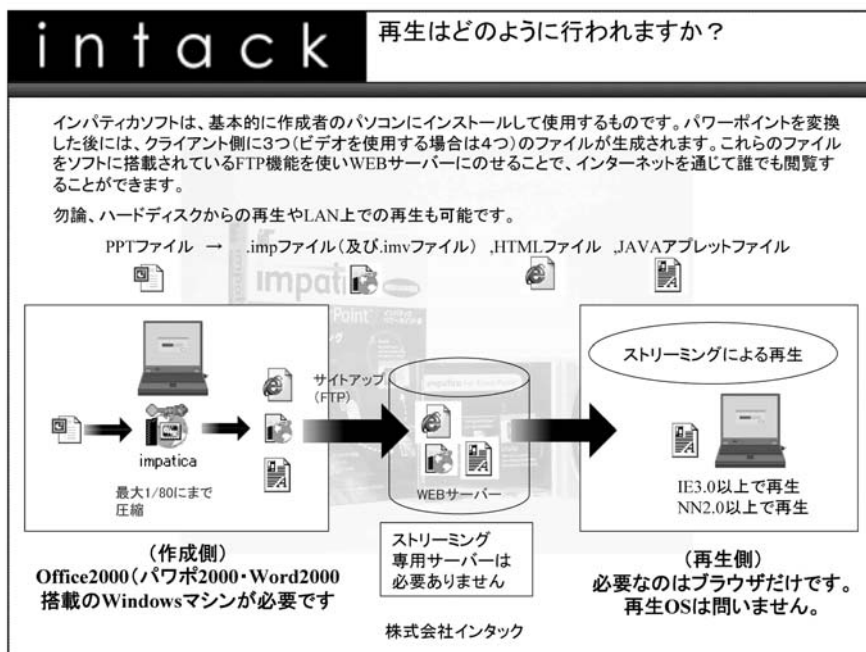 intack
再生はどのように行われますか？
インパティカソフトは、基本的に作成者のパソコンにインストールして使用するものです。パワーポイントを変換
した後には、クライアント側に3つ（ビデオを使用する場合は4つ）のファイルが生成されます。これらのファイル
をソフトに搭載されているFTP機能を使いWEBサーバーにのせることで、インターネットを通じて誰でも閲覧す
ることができます。
勿論、ハードディスクからの再生やLAN上での再生も可能です。
PPTファイル → .impファイル（及び.imvファイル） ,HTMLファイル ,JAVAアプレットファイル
impatica
Point
impatica
最大1/80にまで
圧縮
サイトアップ
（FTP）
WEBサーバー
ストリーミングによる再生
IE3.0以上で再生
NN2.0以上で再生
（作成側）
Office2000（パワポ2000・Word2000
搭載のWindowsマシンが必要です
ストリーミング
専用サーバーは
必要ありません
（再生側）
必要なのはブラウザだけです。
再生OSは問いません。
株式会社インタック